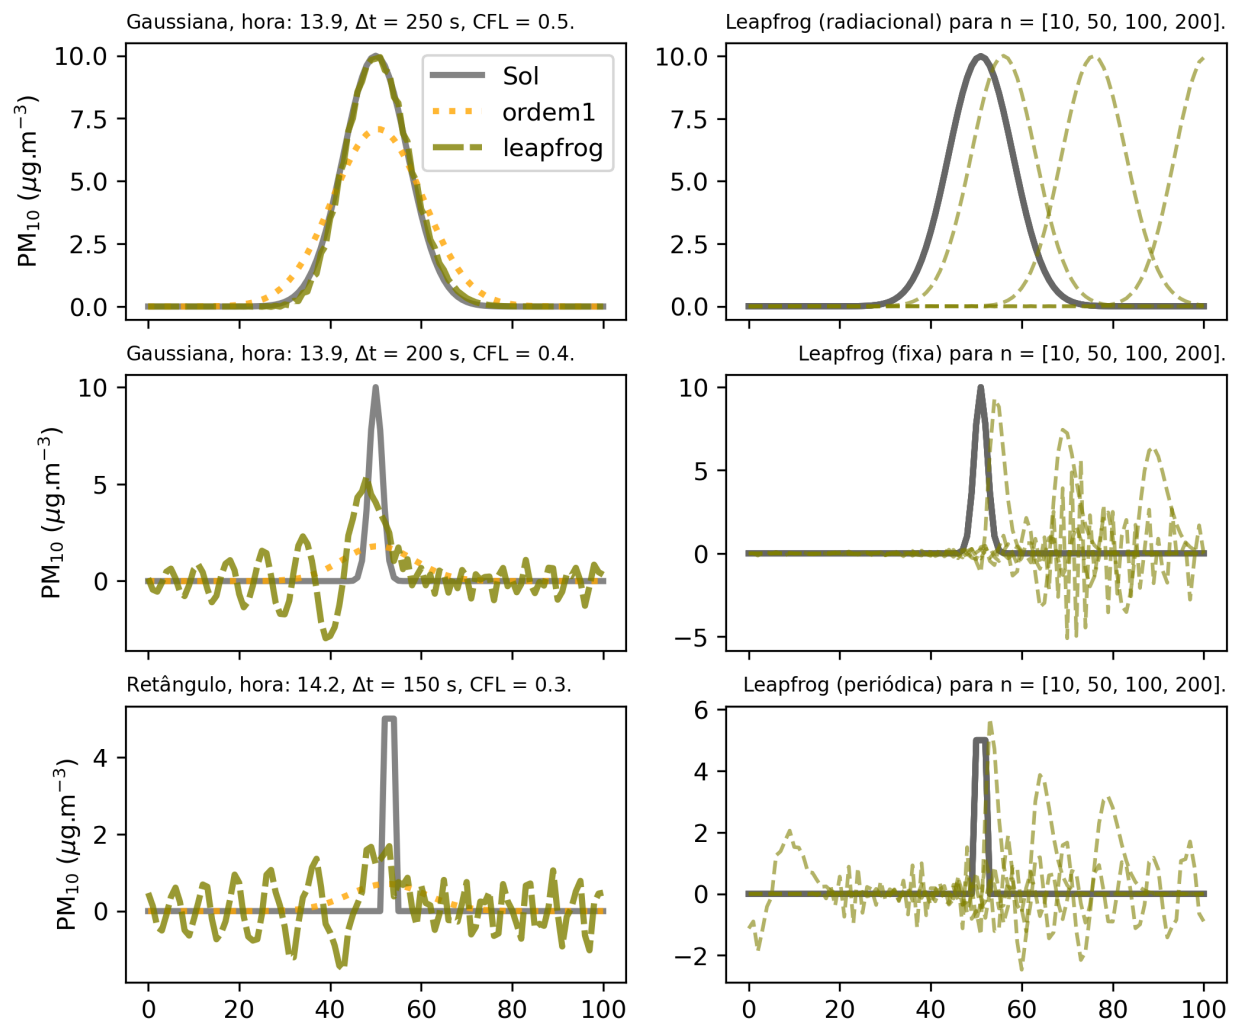 Gaussiana, hora: 13.9, Δt = 250 s, CFL = 0.5.
PM₁₀ (μg.m⁻³)
10.0
7.5
5.0
2.5
0.0
Sol
ordem1
leapfrog
Leapfrog (radiacional) para n = [10, 50, 100, 200].
10.0
7.5
5.0
2.5
0.0
Gaussiana, hora: 13.9, Δt = 200 s, CFL = 0.4.
PM₁₀ (μg.m⁻³)
10
5
0
Leapfrog (fixa) para n = [10, 50, 100, 200].
10
5
0
−5
Retângulo, hora: 14.2, Δt = 150 s, CFL = 0.3.
PM₁₀ (μg.m⁻³)
4
2
0
0 20 40 60 80 100
Leapfrog (periódica) para n = [10, 50, 100, 200].
6
4
2
0
−2
0 20 40 60 80 100